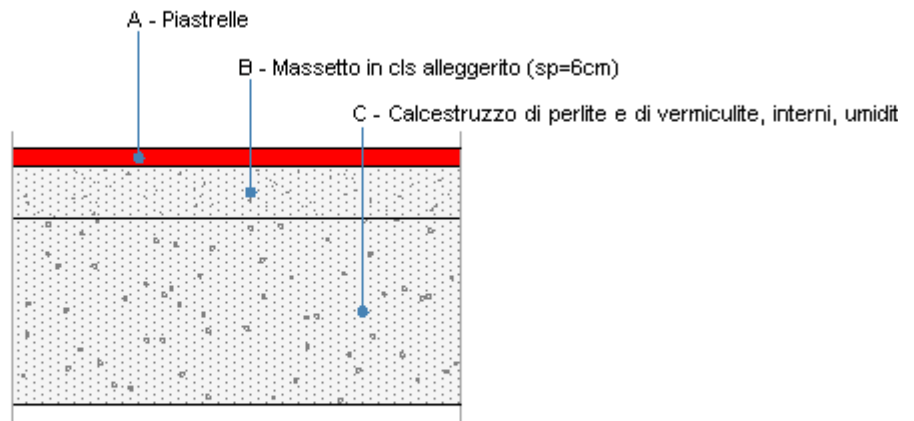 A - Piastrelle
B - Massetto in cls alleggerito (sp=6cm)
C - Calcestruzzo di perlite e di vermiculite, interni, umidit